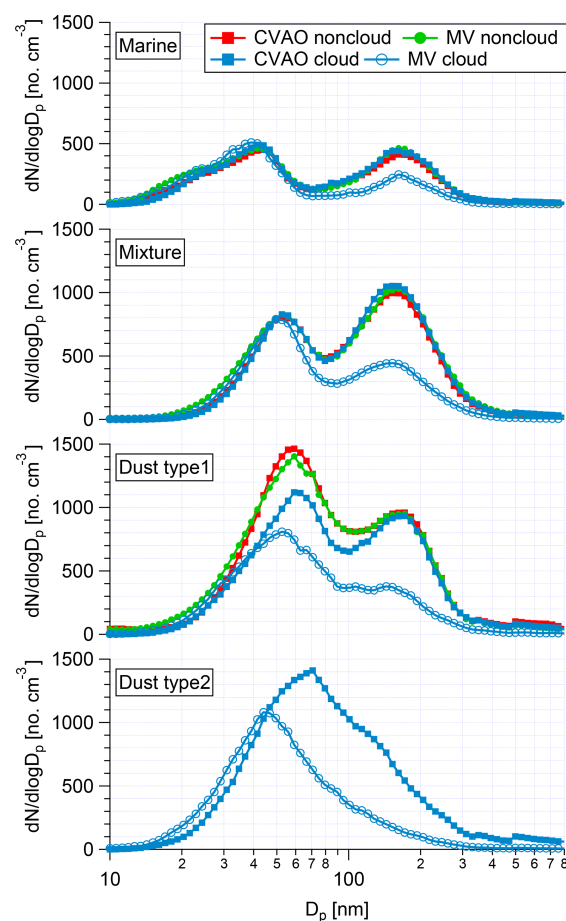 Marine
CVAO noncloud MV noncloud
CVAO cloud MV cloud
dN/dlogDp [no. cm-3]
1500
1000
500
0
Mixture
dN/dlogDp [no. cm-3]
1500
1000
500
0
Dust type1
dN/dlogDp [no. cm-3]
1500
1000
500
0
Dust type2
dN/dlogDp [no. cm-3]
1500
1000
500
0
10 2 3 4 5 6 7 8 100 2 3 4 5 6 7 8
Dp [nm]